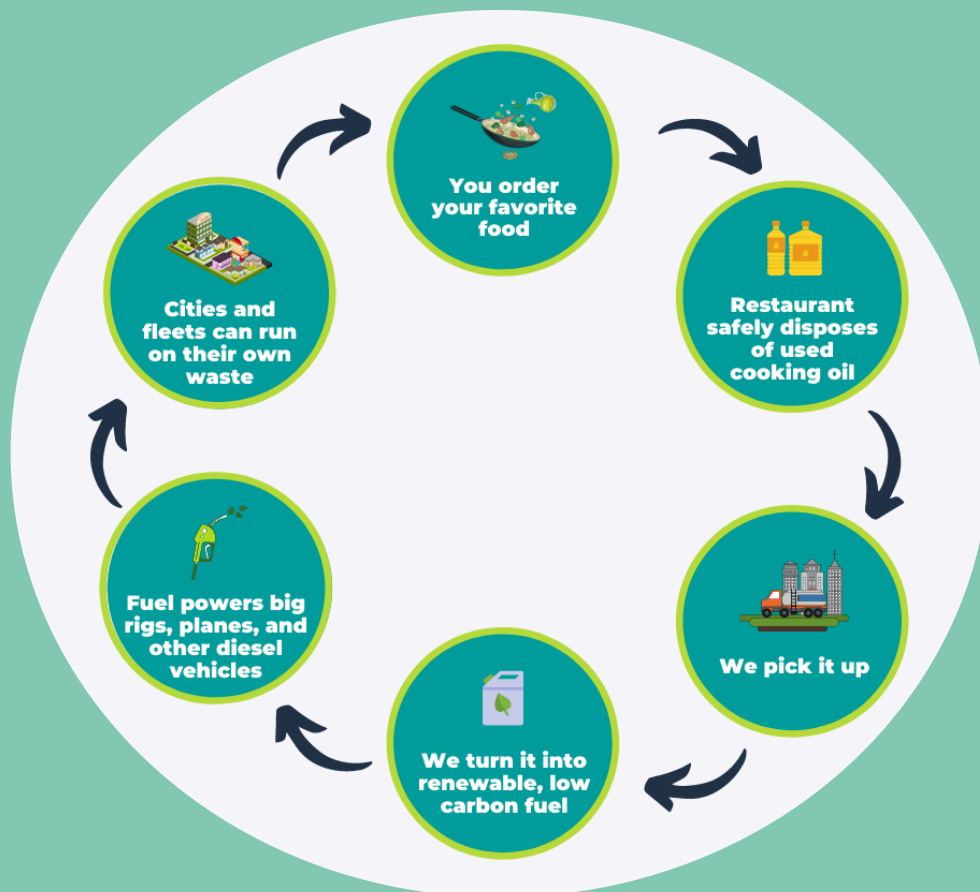 You order
your favorite
food
Restaurant
safely disposes
of used
cooking oil
We pick it up
We turn it into
renewable, low
carbon fuel
Fuel powers big
rigs, planes, and
other diesel
vehicles
Cities and
fleets can run
on their own
waste